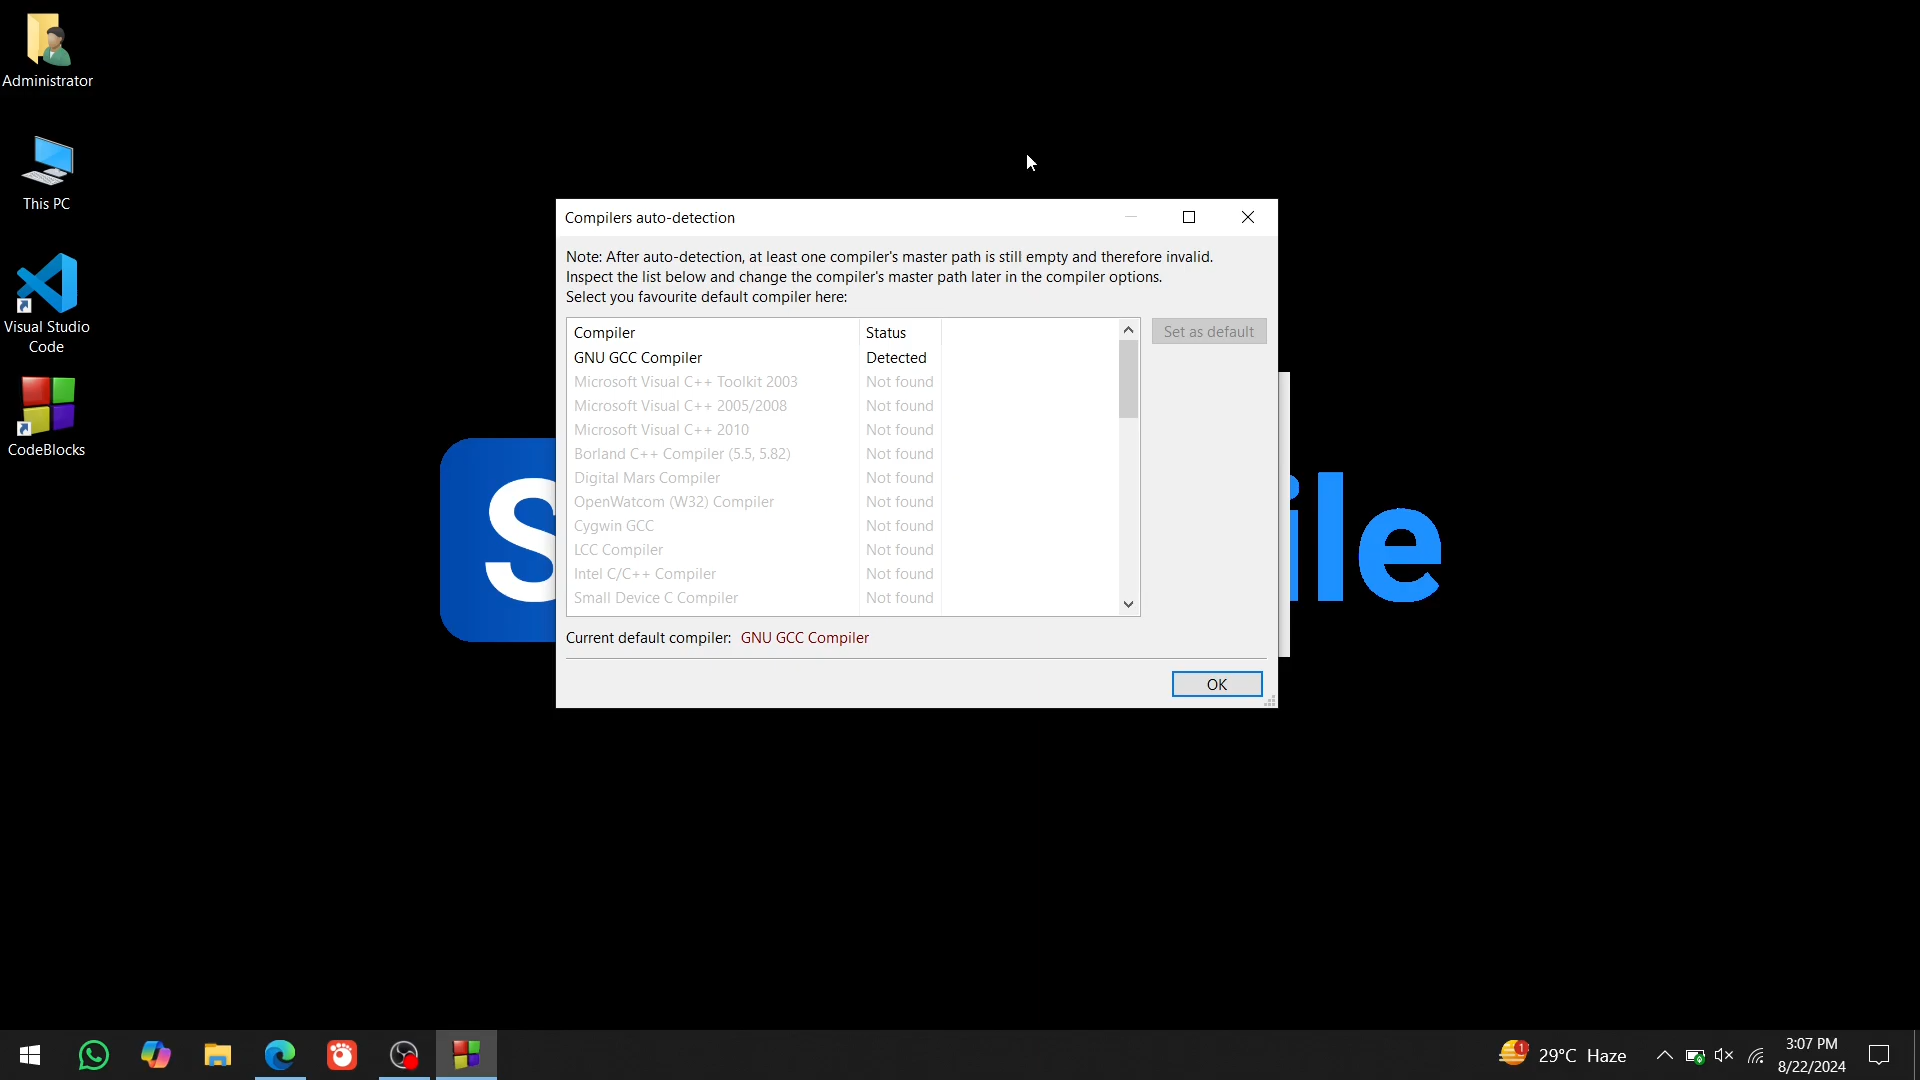 Administrator
This PC
Visual Studio
Code
CodeBlocks
Compilers auto-detection
Note: After auto-detection, at least one compiler's master path is still empty and therefore invalid.
Inspect the list below and change the compiler's master path later in the compiler options.
Select you favourite default compiler here:
Compiler Status
Set as default
GNU GCC Compiler Detected
Microsoft Visual C++ Toolkit 2003 Not found
Microsoft Visual C++ 2005/2008 Not found
Microsoft Visual C++ 2010 Not found
Borland C++ Compiler (5.5, 5.82) Not found
Digital Mars Compiler Not found
OpenWatcom (W32) Compiler Not found
Cygwin GCC Not found
LCC Compiler Not found
Intel C/C++ Compiler Not found
Small Device C Compiler Not found
Current default compiler: GNU GCC Compiler
OK
S ile
1
29°C Haze
3:07 PM
8/22/2024